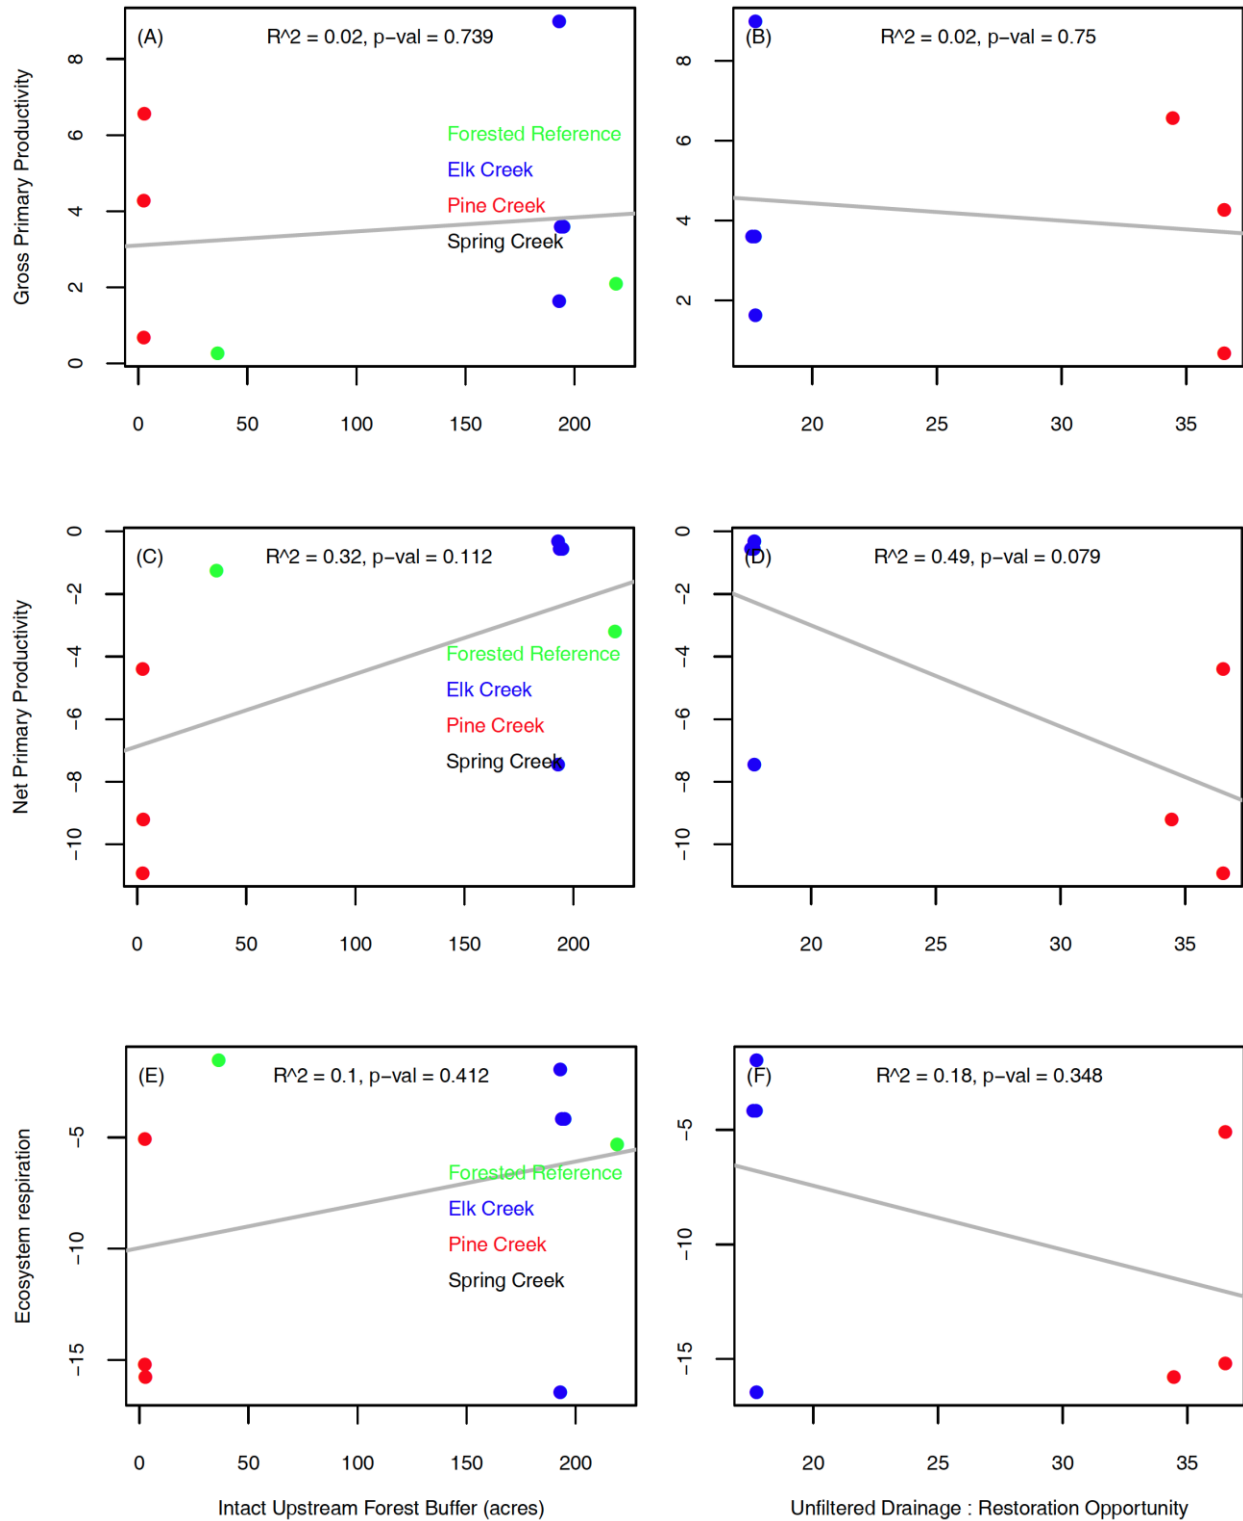 (A) R^2 = 0.02, p-val = 0.739
Gross Primary Productivity
8
6
4
2
0
Forested Reference
Elk Creek
Pine Creek
Spring Creek
0 50 100 150 200
(B) R^2 = 0.02, p-val = 0.75
8
6
4
2
20 25 30 35
(C) R^2 = 0.32, p-val = 0.112
Net Primary Productivity
0
−2
−4
−6
−8
−10
Forested Reference
Elk Creek
Pine Creek
Spring Creek
0 50 100 150 200
(D) R^2 = 0.49, p-val = 0.079
0
−2
−4
−6
−8
−10
20 25 30 35
(E) R^2 = 0.1, p-val = 0.412
Ecosystem respiration
−5
−10
−15
Forested Reference
Elk Creek
Pine Creek
Spring Creek
0 50 100 150 200
Intact Upstream Forest Buffer (acres)
(F) R^2 = 0.18, p-val = 0.348
−5
−10
−15
20 25 30 35
Unfiltered Drainage : Restoration Opportunity